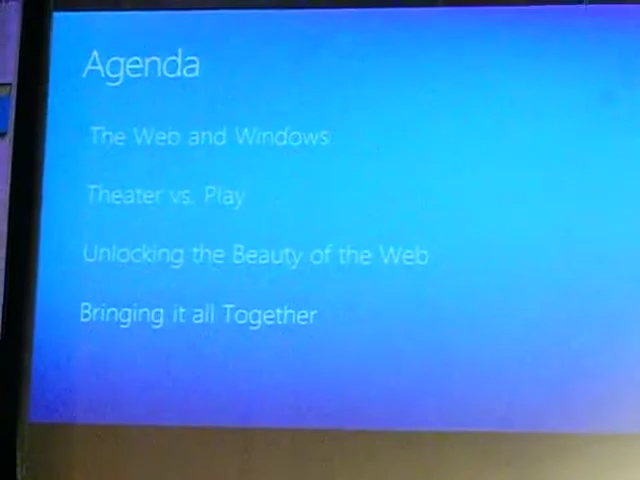 Agenda
The Web and Windows
Theater vs. Play
Unlocking the Beauty of the Web
Bringing it all Together